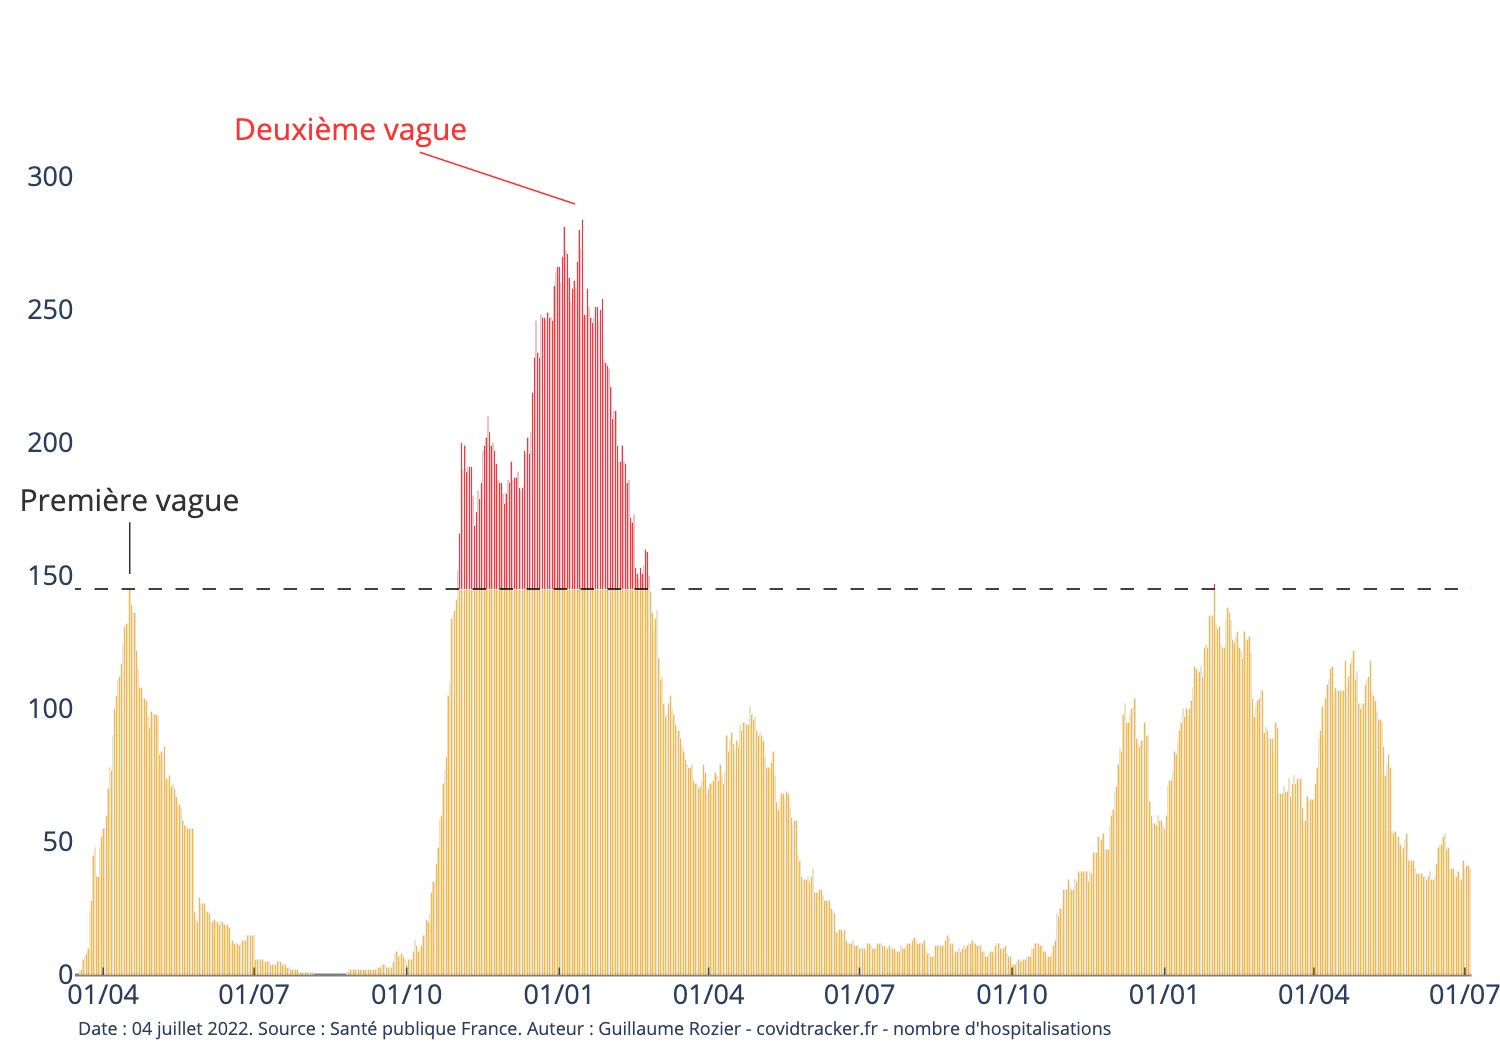 Deuxième vague
300
250
200
Première vague
150
100
50
0
01/04 01/07 01/10 01/01 01/04 01/07 01/10 01/01 01/04 01/07
Date : 04 juillet 2022. Source : Santé publique France. Auteur : Guillaume Rozier - covidtracker.fr - nombre d'hospitalisations